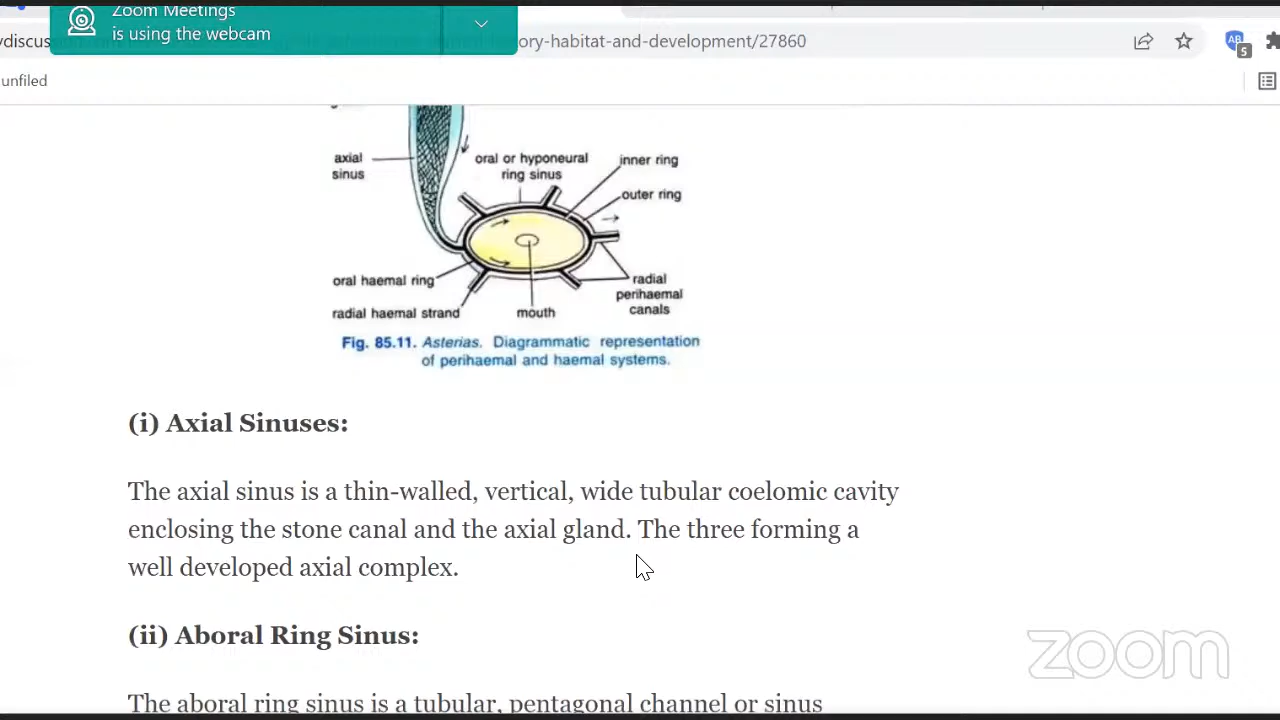 Zoom Meetings
is using the webcam
ory-habitat-and-development/27860
AB
5
unfiled
axial
sinus
oral or hyponeural
ring sinus
inner ring
outer ring
oral haemal ring
radial haemal strand
mouth
radial
perihaemal
canals
Fig. 85.11. Asterias. Diagrammatic representation
of perihaemal and haemal systems.
(i) Axial Sinuses:
The axial sinus is a thin-walled, vertical, wide tubular coelomic cavity
enclosing the stone canal and the axial gland. The three forming a
well developed axial complex.
(ii) Aboral Ring Sinus:
The aboral ring sinus is a tubular, pentagonal channel or sinus
zoom